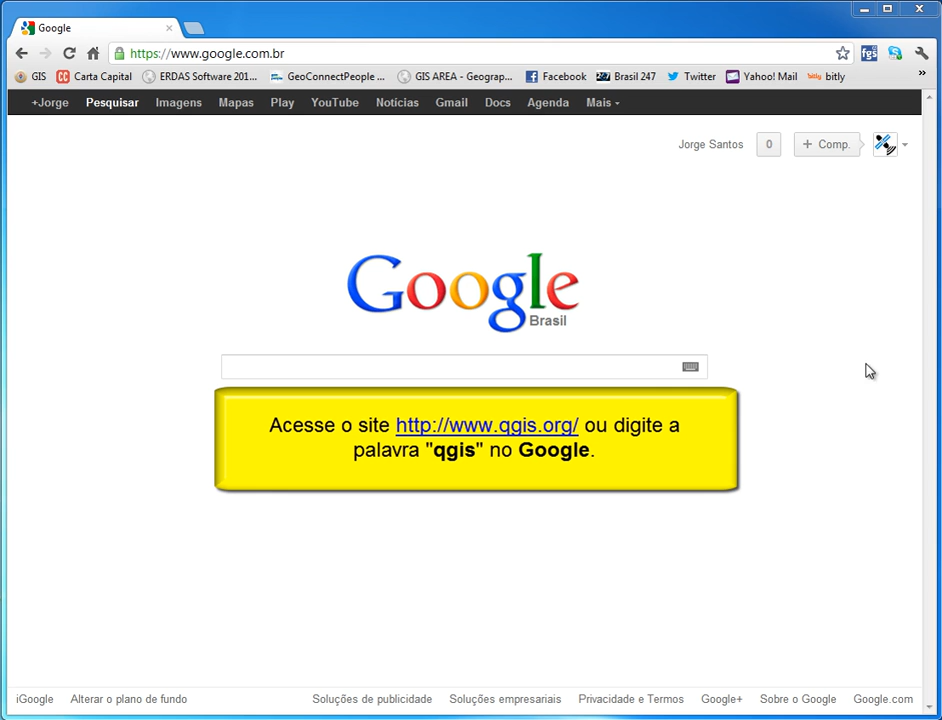 Google
https://www.google.com.br
GIS Carta Capital ERDAS Software 201... GeoConnectPeople ... GIS AREA - Geograp... Facebook 247 Brasil 247 Twitter Yahoo! Mail bitly bitly »
+Jorge Pesquisar Imagens Mapas Play YouTube Notícias Gmail Docs Agenda Mais
Jorge Santos 0 + Comp.
Google
Brasil
Acesse o site http://www.qgis.org/ ou digite a
palavra "qgis" no Google.
iGoogle Alterar o plano de fundo Soluções de publicidade Soluções empresariais Privacidade e Termos Google+ Sobre o Google Google.com